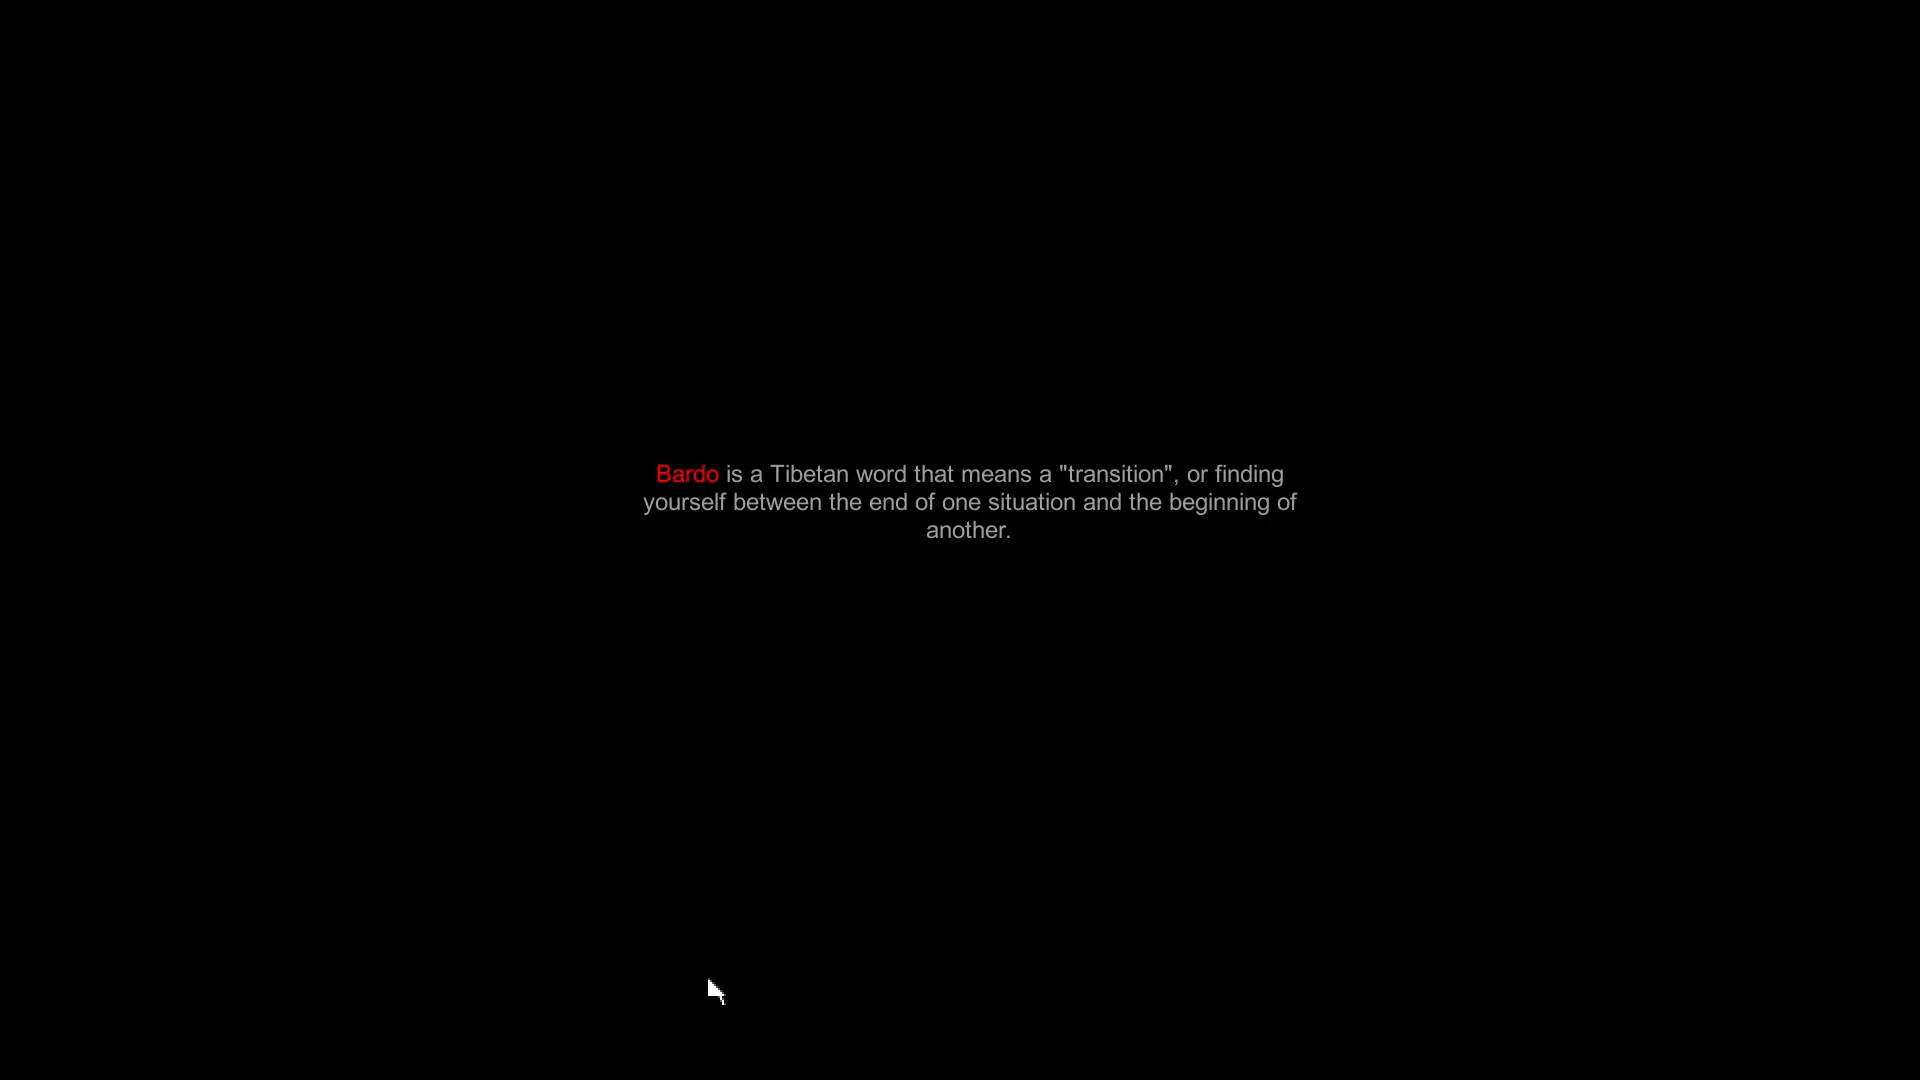 Bardo is a Tibetan word that means a "transition", or finding
yourself between the end of one situation and the beginning of
another.